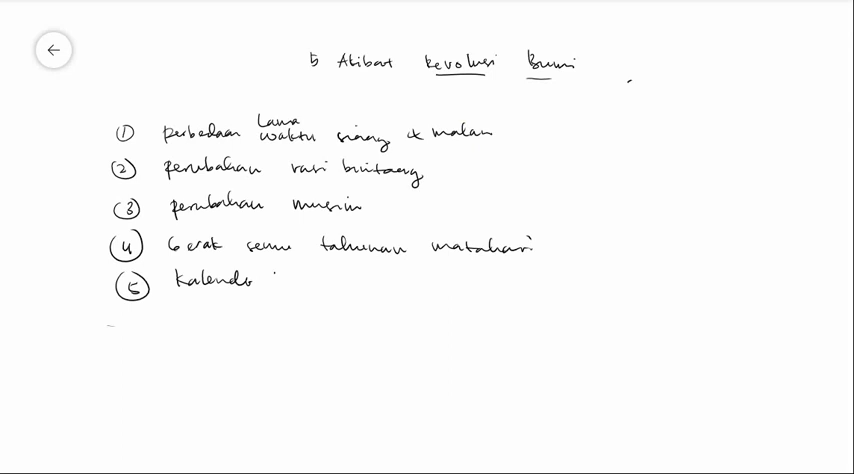 5 Akibat Revolusi Bumi
① perbedaan lama waktu siang & malam
② perubahan rasi bintang
③ perubahan musim
④ Gerak semu tahunan matahari
⑤ Kalende